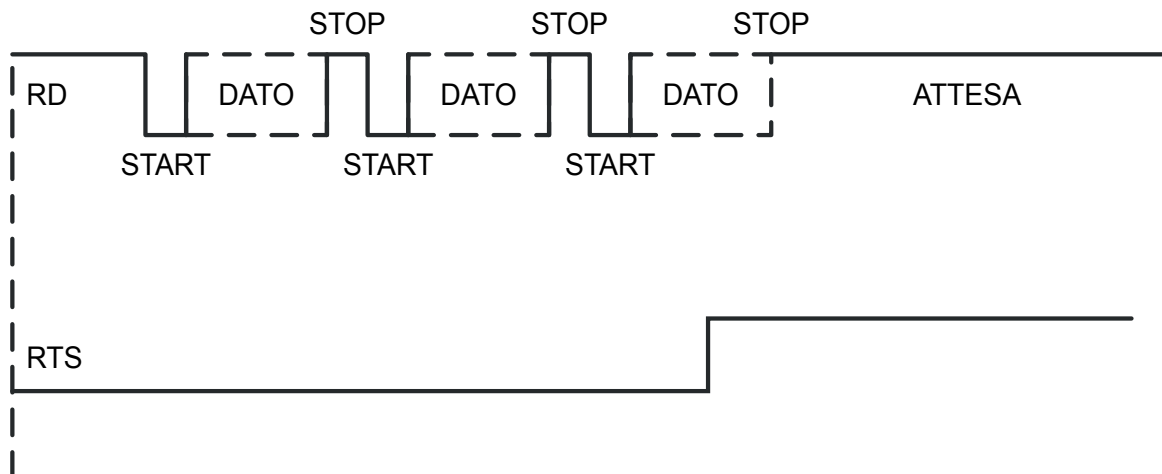 STOP STOP STOP
RD DATO DATO DATO ATTESA
START START START
RTS